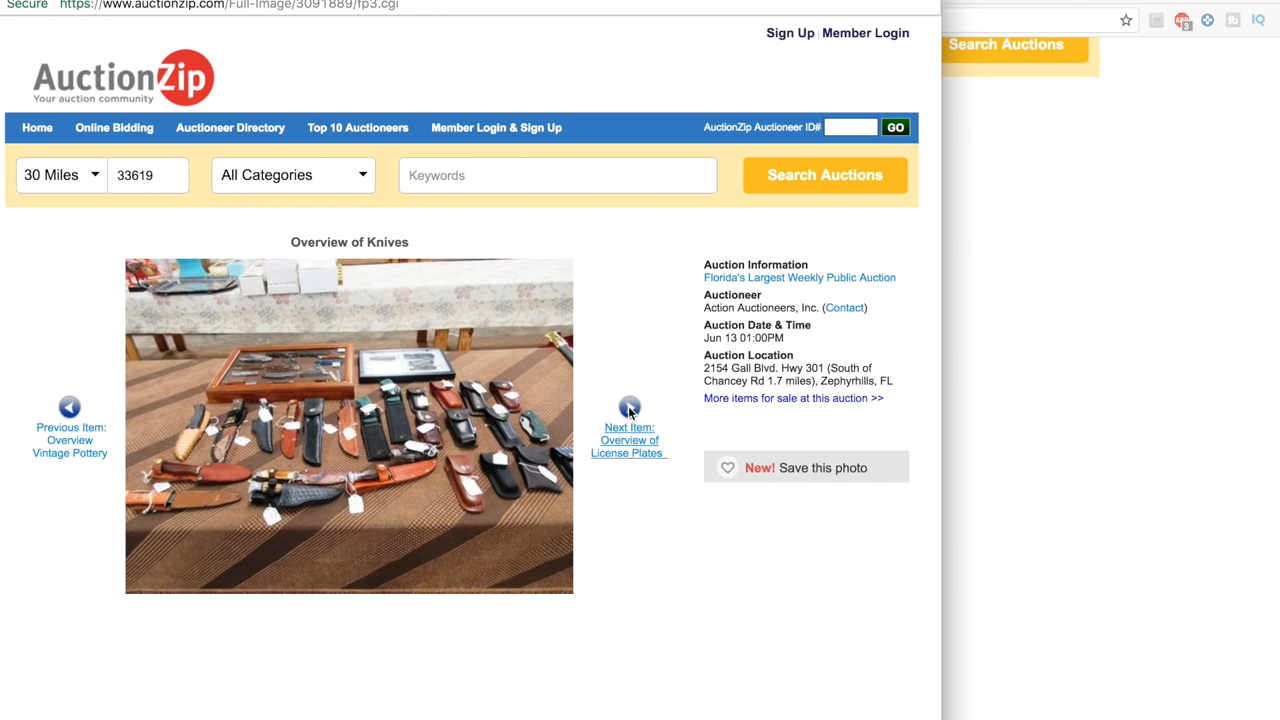 Secure https://www.auctionzip.com/Full-Image/3091889/fp3.cgi
Sign Up | Member Login
AuctionZip
Your auction community
Home Online Bidding Auctioneer Directory Top 10 Auctioneers Member Login & Sign Up AuctionZip Auctioneer ID# GO
30 Miles 33619 All Categories Keywords Search Auctions
Search Auctions
Overview of Knives
Previous Item:
Overview
Vintage Pottery
Next Item:
Overview of
License Plates
Auction Information
Florida's Largest Weekly Public Auction
Auctioneer
Action Auctioneers, Inc. (Contact)
Auction Date & Time
Jun 13 01:00PM
Auction Location
2154 Gall Blvd. Hwy 301 (South of
Chancey Rd 1.7 miles), Zephyrhills, FL
More items for sale at this auction >>
New! Save this photo
ABP
3
tb
IQ